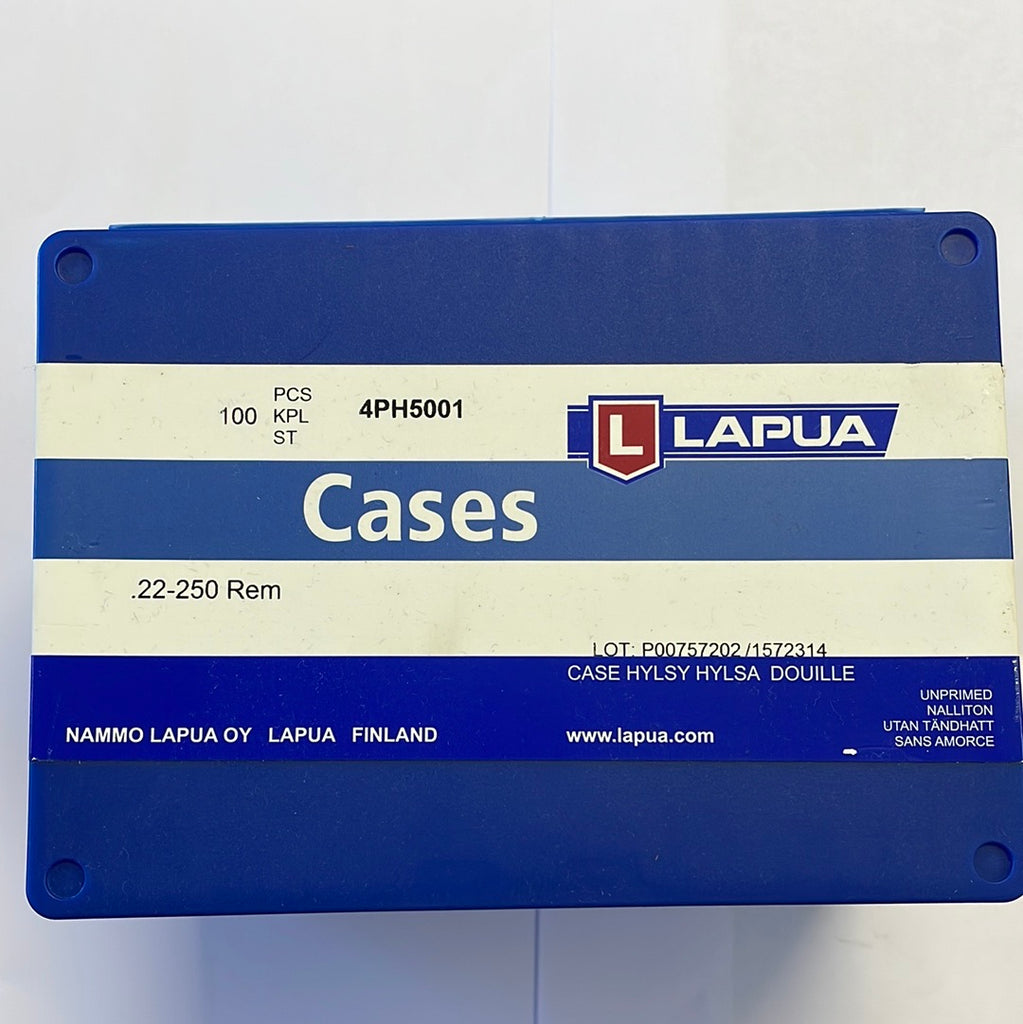 100 PCS KPL ST 4PH5001
L LAPUA
Cases
.22-250 Rem
LOT: P00757202 /1572314
CASE HYLSY HYLSA DOUILLE
UNPRIMED
NALLITON
UTAN TÄNDHATT
SANS AMORCE
NAMMO LAPUA OY LAPUA FINLAND
www.lapua.com